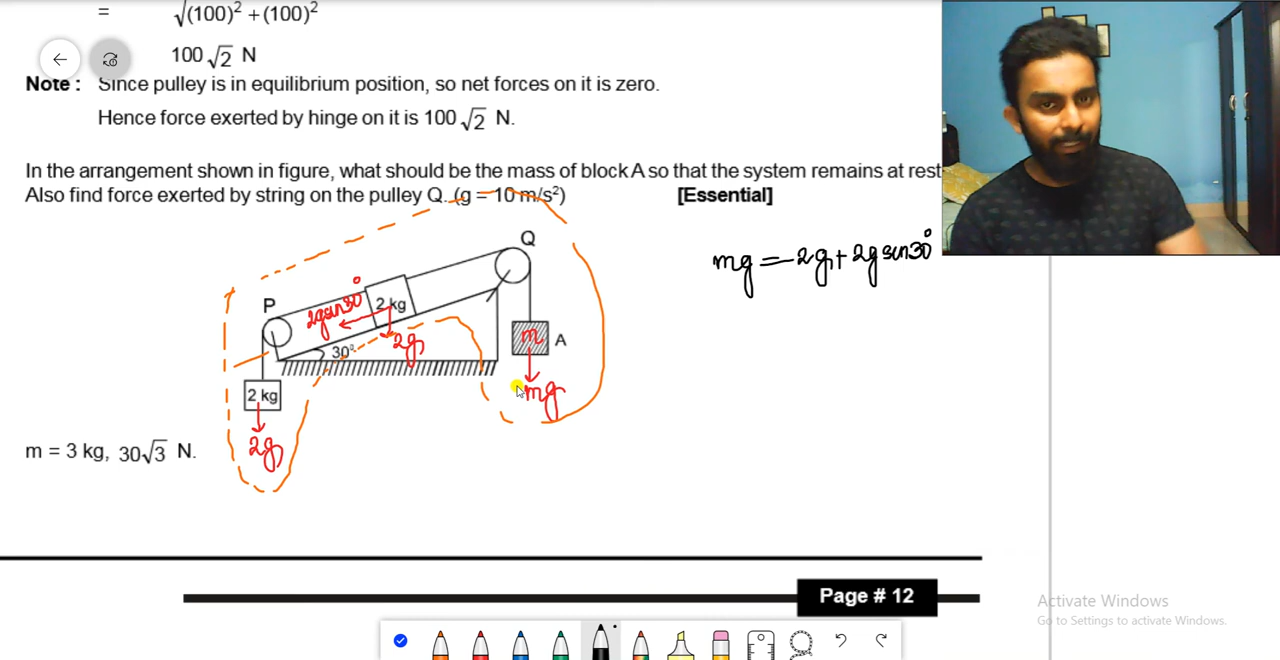 = √(100)² + (100)²
100 √2 N
Note : Since pulley is in equilibrium position, so net forces on it is zero.
Hence force exerted by hinge on it is 100 √2 N.
In the arrangement shown in figure, what should be the mass of block A so that the system remains at rest
Also find force exerted by string on the pulley Q. (g = 10 m/s²) [Essential]
Q
mg = 2g + 2g sin30°
P
2g sin30°
2 kg
30°
2g
m
A
mg
2 kg
2g
m = 3 kg, 30√3 N.
Page # 12
Activate Windows
Go to Settings to activate Windows.